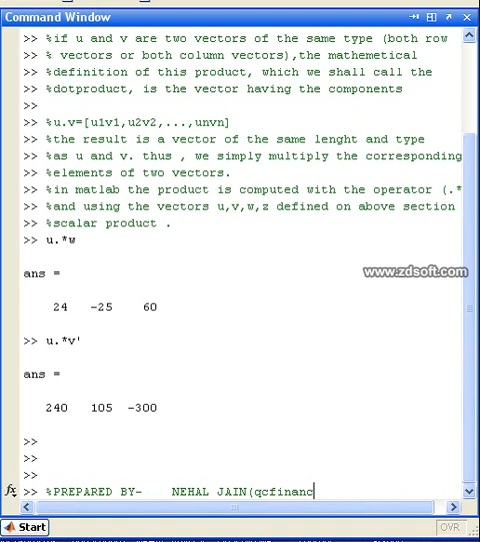 Command Window
>> %if u and v are two vectors of the same type (both row
>> % vectors or both column vectors),the mathemetical
>> %definition of this product, which we shall call the
>> %dotproduct, is the vector having the components
>>
>> %u.v=[u1v1,u2v2,...,unvn]
>> %the result is a vector of the same lenght and type
>> %as u and v. thus , we simply multiply the corresponding
>> %elements of two vectors.
>> %in matlab the product is computed with the operator (.*
>> %and using the vectors u,v,w,z defined on above section
>> %scalar product .
>> u.*w
ans =
www.zdsoft.com
24 -25 60
>> u.*v'
ans =
240 105 -300
>>
>>
>>
fx >> %PREPARED BY- NEHAL JAIN(qcfinanc
Start
OVR